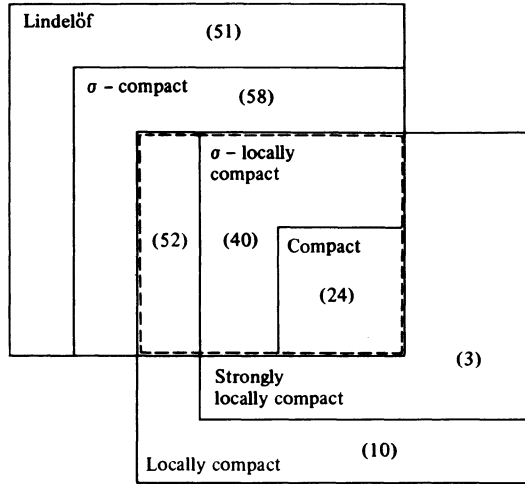 Lindelöf
(51)
σ – compact
(58)
σ – locally
compact
(52)
(40)
Compact
(24)
(3)
Strongly
locally compact
(10)
Locally compact